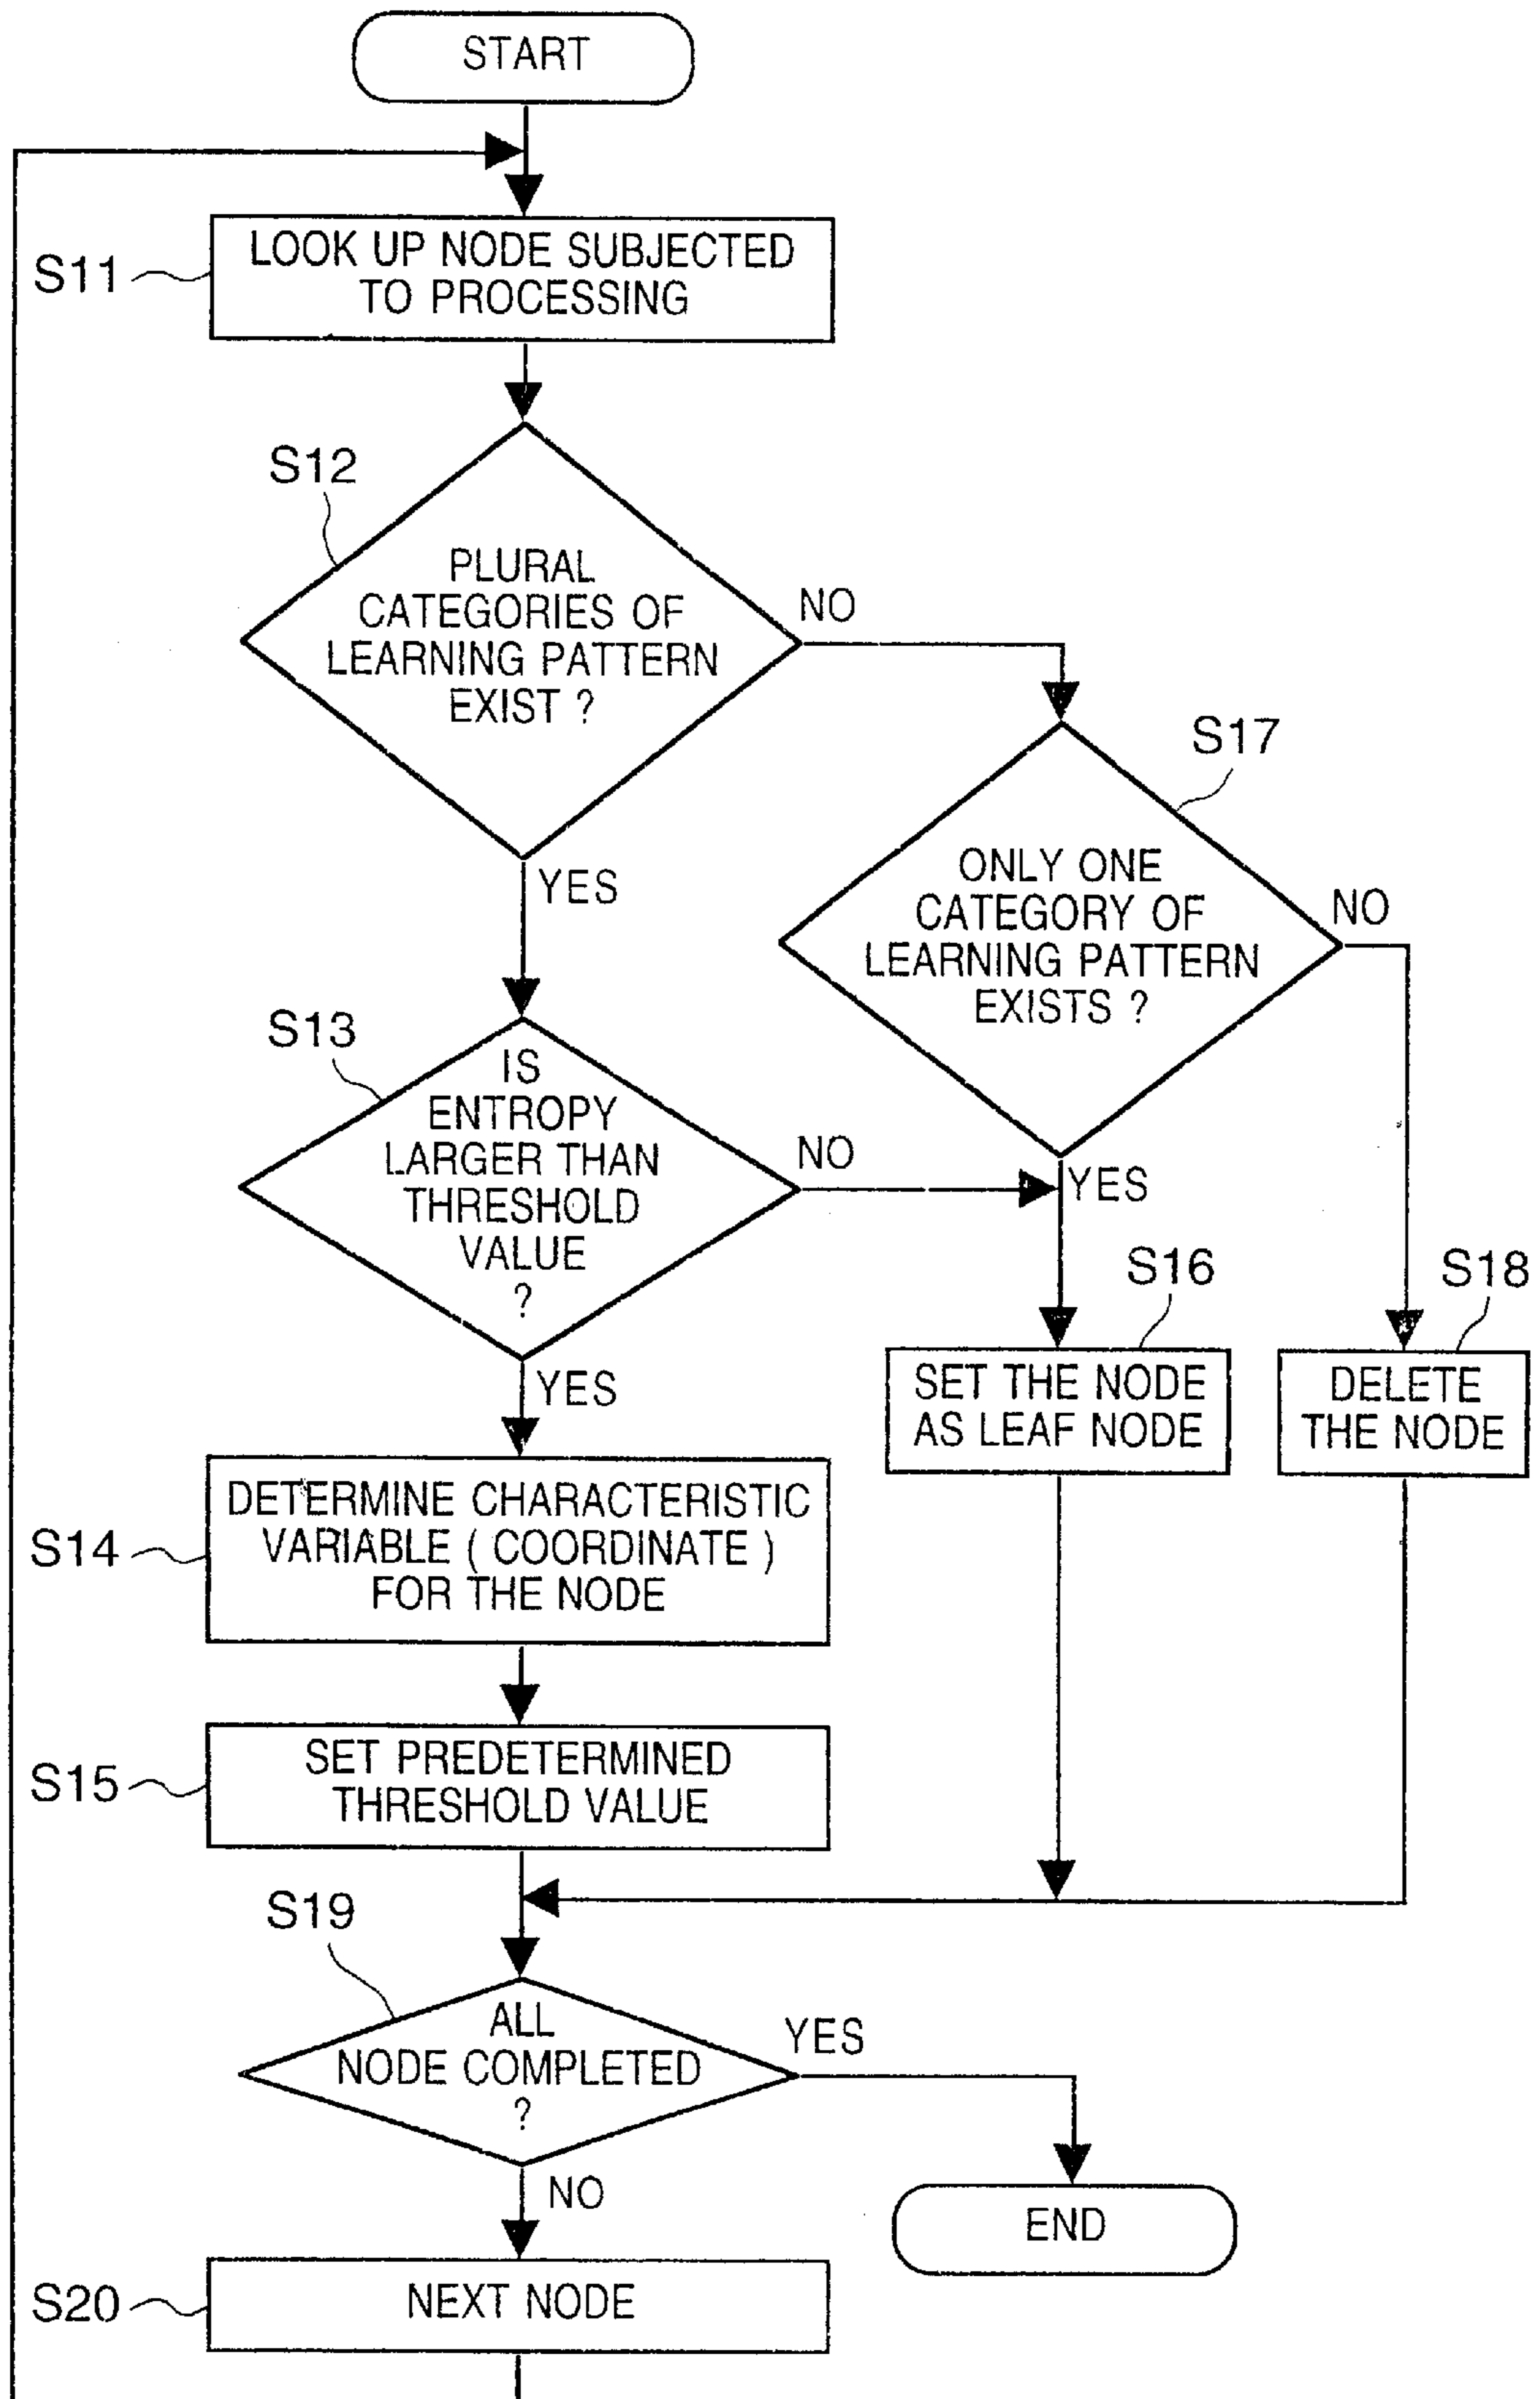 START
S11
LOOK UP NODE SUBJECTED
TO PROCESSING
S12
PLURAL
CATEGORIES OF
LEARNING PATTERN
EXIST ?
NO
YES
S17
ONLY ONE
CATEGORY OF
LEARNING PATTERN
EXISTS ?
NO
YES
S13
IS
ENTROPY
LARGER THAN
THRESHOLD
VALUE
?
NO
YES
S16
SET THE NODE
AS LEAF NODE
S18
DELETE
THE NODE
S14
DETERMINE CHARACTERISTIC
VARIABLE ( COORDINATE )
FOR THE NODE
S15
SET PREDETERMINED
THRESHOLD VALUE
S19
ALL
NODE COMPLETED
?
YES
NO
END
S20
NEXT NODE